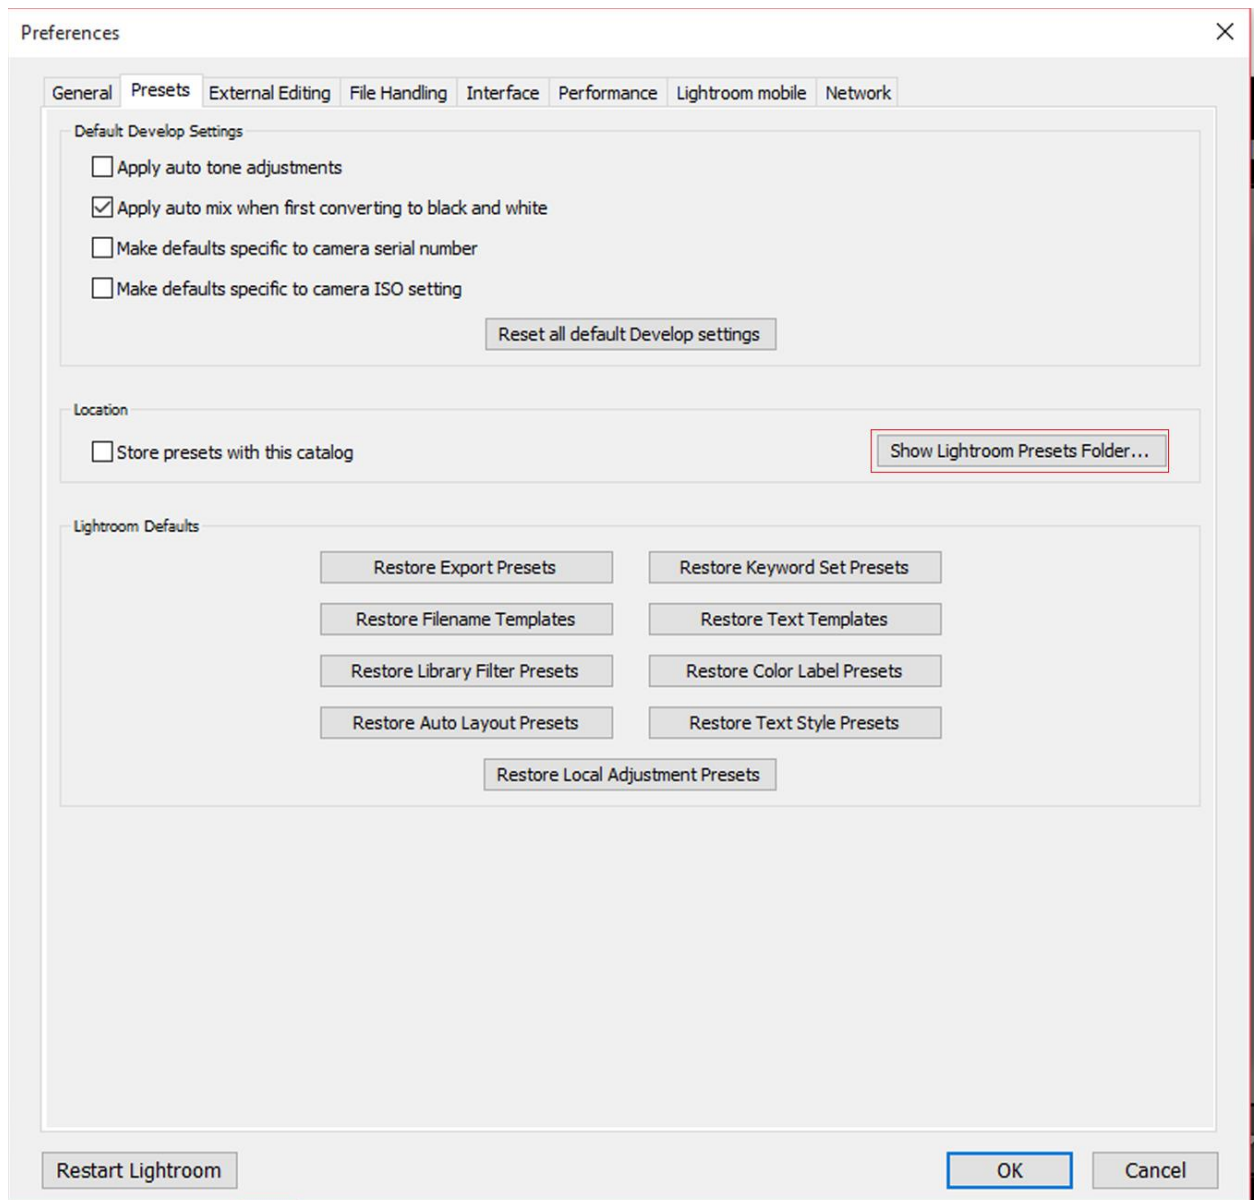 Preferences
General Presets External Editing File Handling Interface Performance Lightroom mobile Network
Default Develop Settings
Apply auto tone adjustments
Apply auto mix when first converting to black and white
Make defaults specific to camera serial number
Make defaults specific to camera ISO setting
Reset all default Develop settings
Location
Store presets with this catalog Show Lightroom Presets Folder...
Lightroom Defaults
Restore Export Presets Restore Keyword Set Presets
Restore Filename Templates Restore Text Templates
Restore Library Filter Presets Restore Color Label Presets
Restore Auto Layout Presets Restore Text Style Presets
Restore Local Adjustment Presets
Restart Lightroom OK Cancel